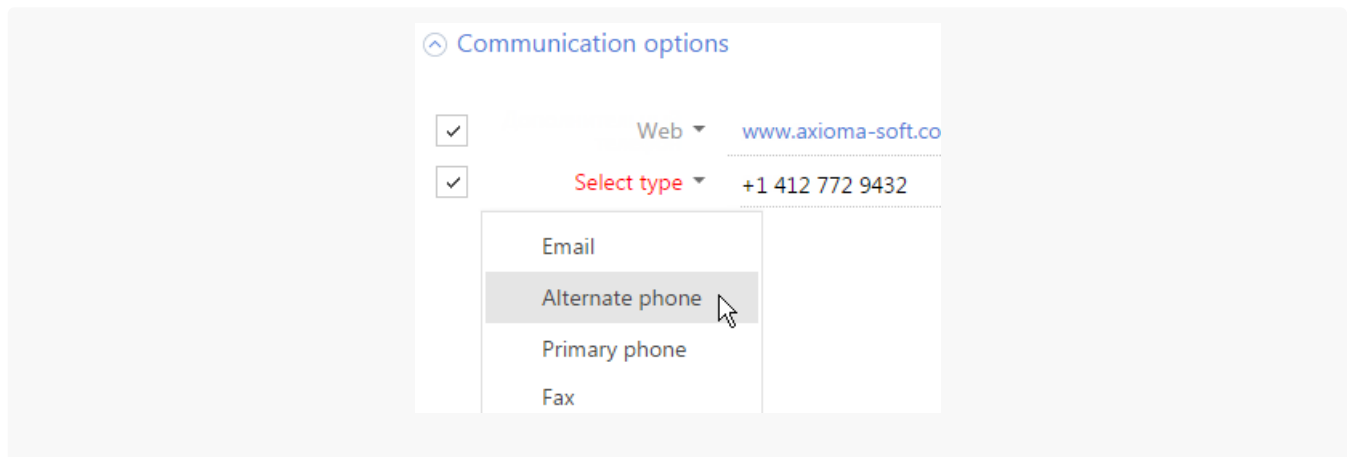 Communication options
Web www.axioma-soft.co
Select type +1 412 772 9432
Email
Alternate phone
Primary phone
Fax